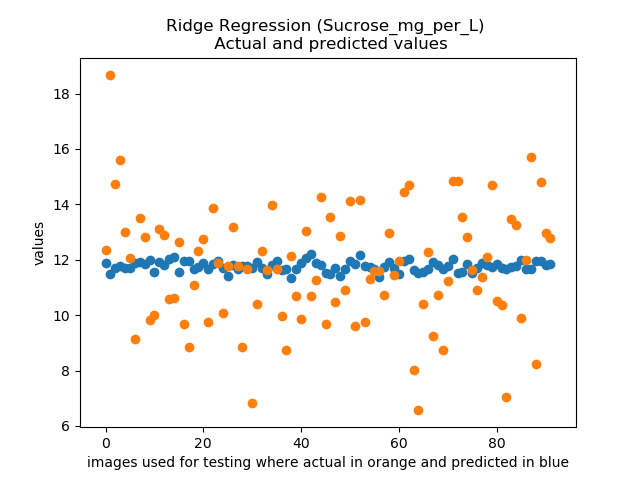 Ridge Regression (Sucrose_mg_per_L)
Actual and predicted values
18
16
14
12
10
8
6
values
0 20 40 60 80
images used for testing where actual in orange and predicted in blue